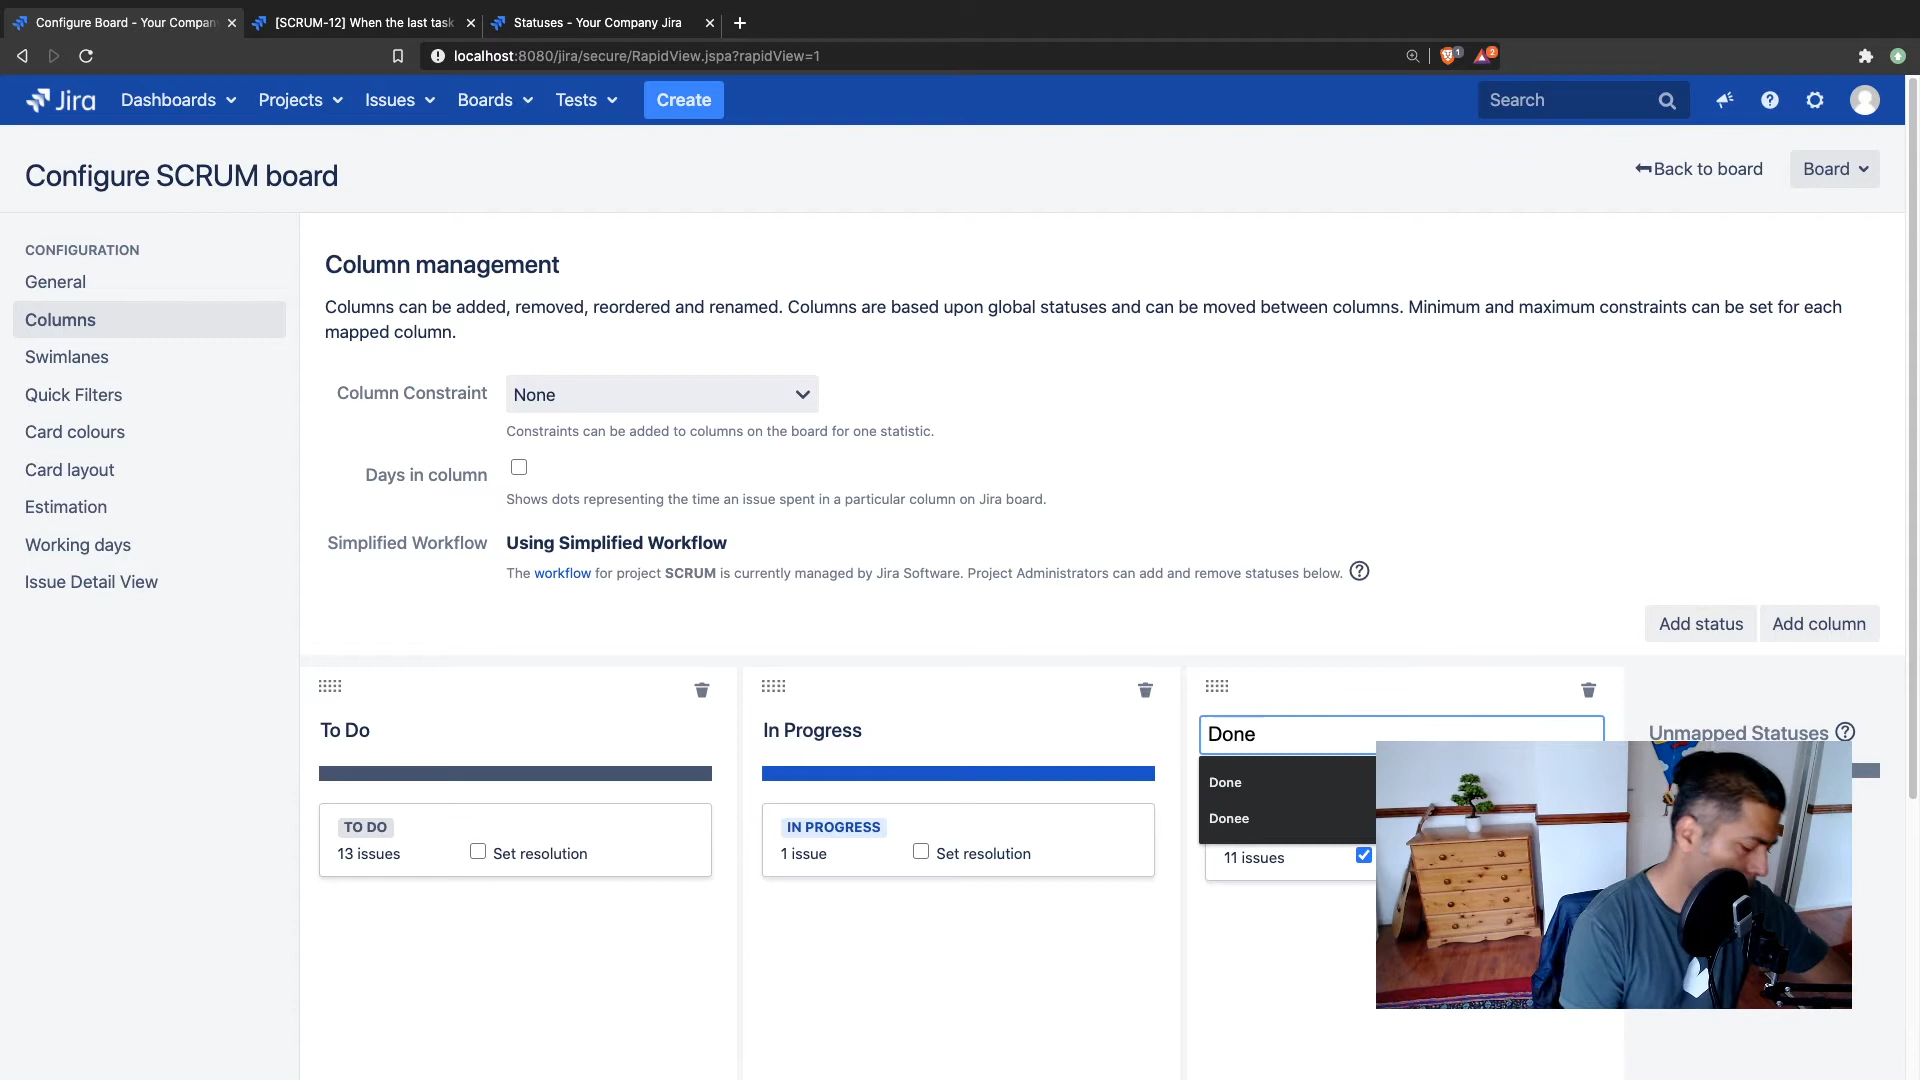 Configure Board - Your Compan
[SCRUM-12] When the last task
Statuses - Your Company Jira
localhost:8080/jira/secure/RapidView.jspa?rapidView=1
1
2
Jira
Dashboards
Projects
Issues
Boards
Tests
Create
Search
Configure SCRUM board
Back to board
Board
CONFIGURATION
General
Columns
Swimlanes
Quick Filters
Card colours
Card layout
Estimation
Working days
Issue Detail View
Column management
Columns can be added, removed, reordered and renamed. Columns are based upon global statuses and can be moved between columns. Minimum and maximum constraints can be set for each
mapped column.
Column Constraint
None
Constraints can be added to columns on the board for one statistic.
Days in column
Shows dots representing the time an issue spent in a particular column on Jira board.
Simplified Workflow
Using Simplified Workflow
The workflow for project SCRUM is currently managed by Jira Software. Project Administrators can add and remove statuses below.
Add status
Add column
To Do
TO DO
13 issues
Set resolution
In Progress
IN PROGRESS
1 issue
Set resolution
Done
Done
Donee
11 issues
Unmapped Statuses